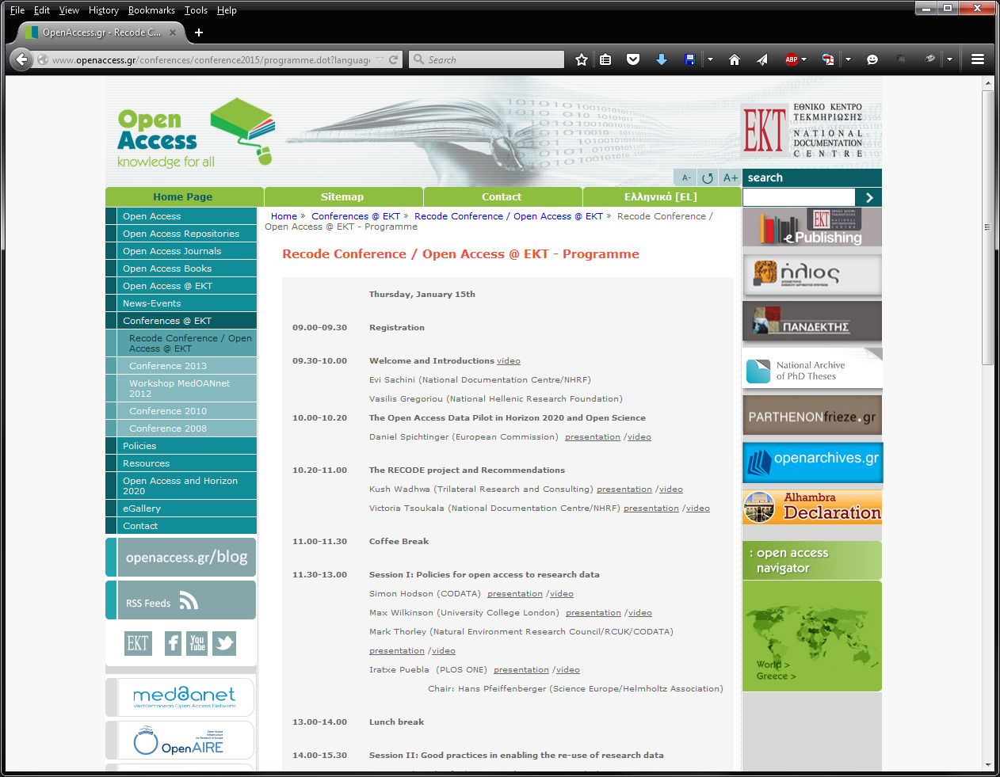 File Edit View History Bookmarks Tools Help
OpenAccess.gr - Recode C...
www.openaccess.gr/conferences/conference2015/programme.dot?language
Search
ABP
Open
Access
knowledge for all
EKT
ΕΘΝΙΚΟ ΚΕΝΤΡΟ
ΤΕΚΜΗΡΙΩΣΗΣ
NATIONAL
DOCUMENTATION
CENTRE
A- A+
search
Home Page Sitemap Contact Ελληνικά [EL]
Open Access
Open Access Repositories
Open Access Journals
Open Access Books
Open Access @ EKT
News-Events
Conferences @ EKT
Recode Conference / Open
Access @ EKT
Conference 2013
Workshop MedOANnet
2012
Conference 2010
Conference 2008
Policies
Resources
Open Access and Horizon
2020
eGallery
Contact
openaccess.gr/blog
RSS Feeds
EKT
f
You
Tube
medoanet
Mediterranean Open Access Network
Open Access
Infrastructure
for Research in Europe
OpenAIRE
Home » Conferences @ EKT » Recode Conference / Open Access @ EKT » Recode Conference /
Open Access @ EKT - Programme
Recode Conference / Open Access @ EKT - Programme
Thursday, January 15th
09.00-09.30 Registration
09.30-10.00 Welcome and Introductions video
Evi Sachini (National Documentation Centre/NHRF)
Vasilis Gregoriou (National Hellenic Research Foundation)
10.00-10.20 The Open Access Data Pilot in Horizon 2020 and Open Science
Daniel Spichtinger (European Commission) presentation /video
10.20-11.00 The RECODE project and Recommendations
Kush Wadhwa (Trilateral Research and Consulting) presentation /video
Victoria Tsoukala (National Documentation Centre/NHRF) presentation /video
11.00-11.30 Coffee Break
11.30-13.00 Session I: Policies for open access to research data
Simon Hodson (CODATA) presentation /video
Max Wilkinson (University College London) presentation /video
Mark Thorley (Natural Environment Research Council/RCUK/CODATA)
presentation /video
Iratxe Puebla (PLOS ONE) presentation /video
Chair: Hans Pfeiffenberger (Science Europe/Helmholtz Association)
13.00-14.00 Lunch break
14.00-15.30 Session II: Good practices in enabling the re-use of research data
EKT
ePublishing
ήλιος
ΠΑΝΔΕΚΤΗΣ
National Archive
of PhD Theses
PARTHENONfrieze.gr
openarchives.gr
Alhambra
Declaration
: open access
navigator
World >
Greece >